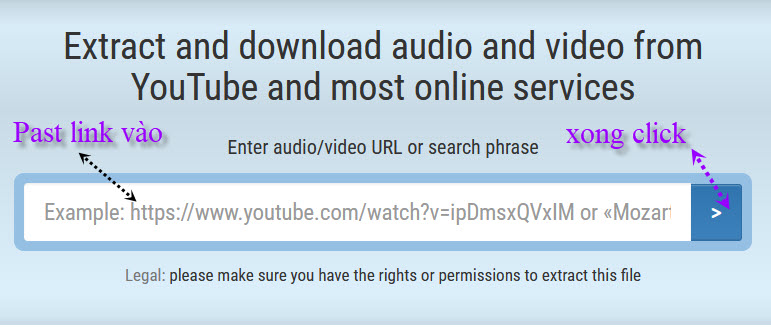 Extract and download audio and video from
YouTube and most online services
Past link vào
Enter audio/video URL or search phrase
xong click
Example: https://www.youtube.com/watch?v=ipDmsxQVxIM or «Mozart
>
Legal: please make sure you have the rights or permissions to extract this file